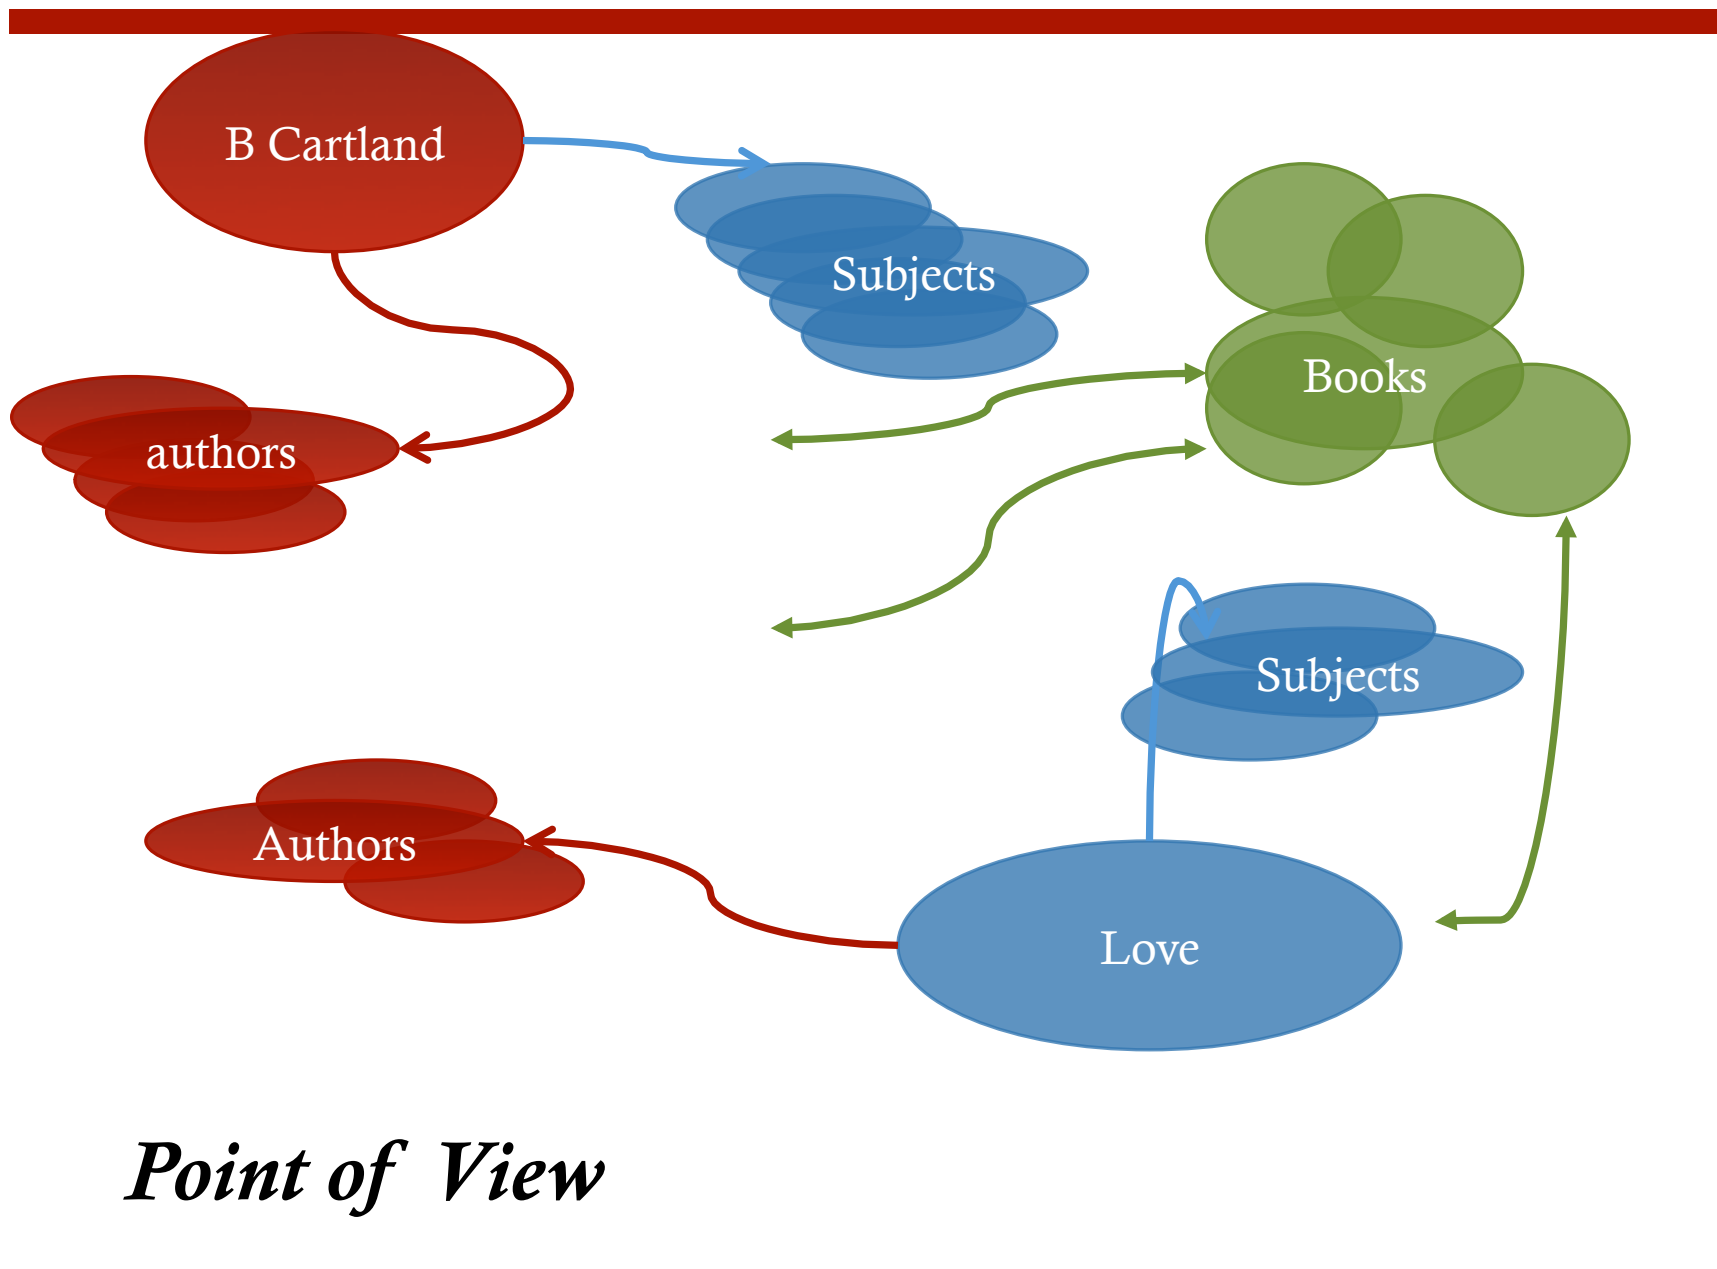 B Cartland
Subjects
Books
authors
Subjects
Authors
Love
Point of View